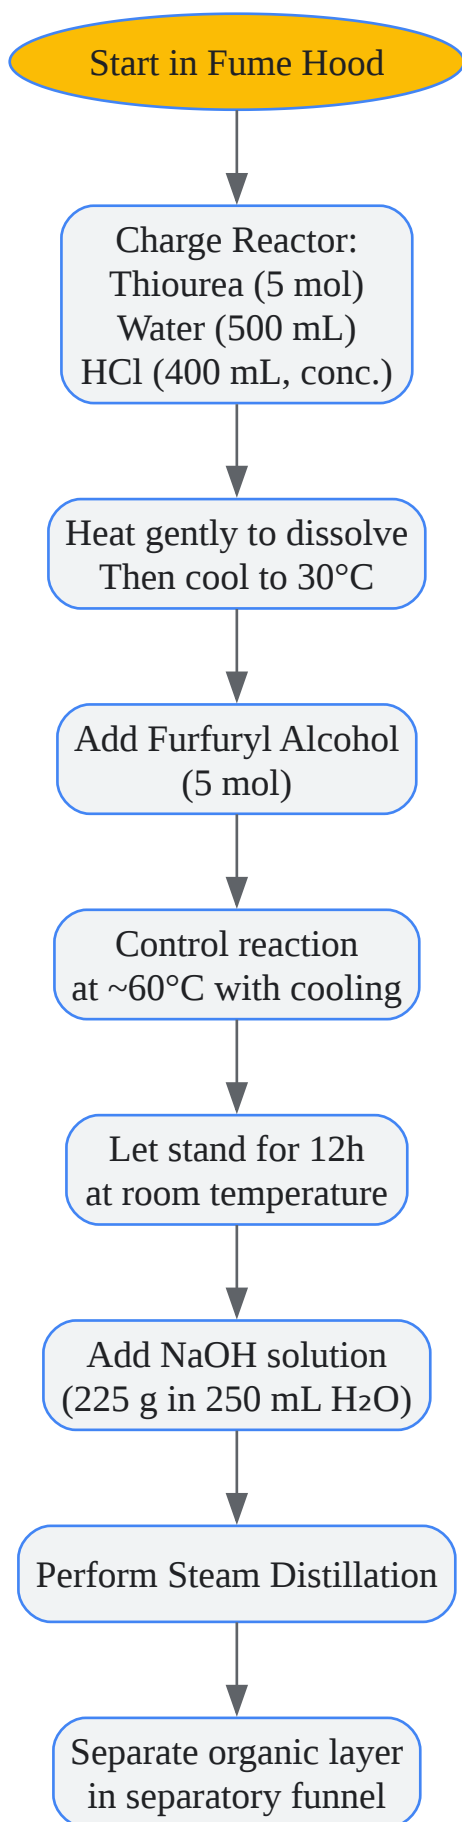 Start in Fume Hood
Charge Reactor:
Thiourea (5 mol)
Water (500 mL)
HCl (400 mL, conc.)
Heat gently to dissolve
Then cool to 30°C
Add Furfuryl Alcohol
(5 mol)
Control reaction
at ~60°C with cooling
Let stand for 12h
at room temperature
Add NaOH solution
(225 g in 250 mL H₂O)
Perform Steam Distillation
Separate organic layer
in separatory funnel